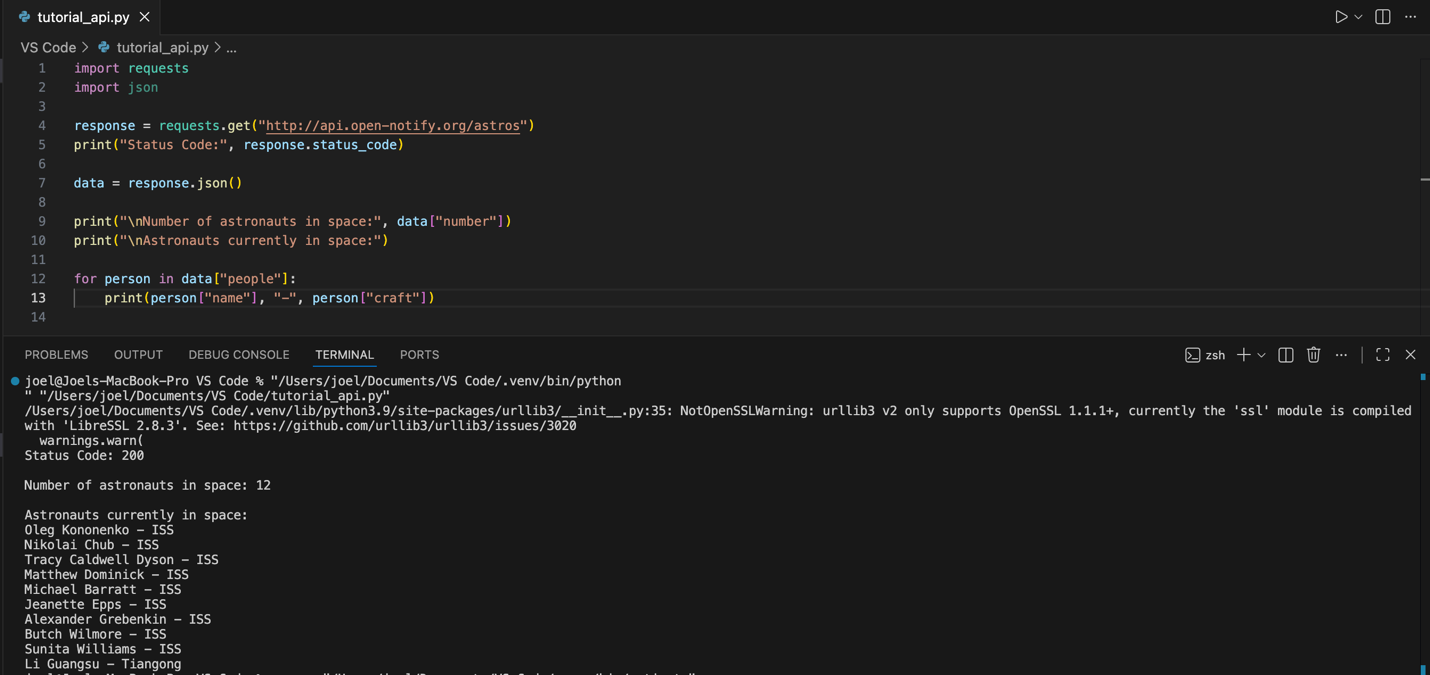 tutorial_api.py
VS Code > tutorial_api.py > ...
1 import requests
2 import json
3
4 response = requests.get("http://api.open-notify.org/astros")
5 print("Status Code:", response.status_code)
6
7 data = response.json()
8
9 print("\nNumber of astronauts in space:", data["number"])
10 print("\nAstronauts currently in space:")
11
12 for person in data["people"]:
13     print(person["name"], "-", person["craft"])
14
PROBLEMS OUTPUT DEBUG CONSOLE TERMINAL PORTS zsh
joel@Joels-MacBook-Pro VS Code % "/Users/joel/Documents/VS Code/.venv/bin/python
" "/Users/joel/Documents/VS Code/tutorial_api.py"
/Users/joel/Documents/VS Code/.venv/lib/python3.9/site-packages/urllib3/__init__.py:35: NotOpenSSLWarning: urllib3 v2 only supports OpenSSL 1.1.1+, currently the 'ssl' module is compiled
with 'LibreSSL 2.8.3'. See: https://github.com/urllib3/urllib3/issues/3020
  warnings.warn(
Status Code: 200
Number of astronauts in space: 12
Astronauts currently in space:
Oleg Kononenko - ISS
Nikolai Chub - ISS
Tracy Caldwell Dyson - ISS
Matthew Dominick - ISS
Michael Barratt - ISS
Jeanette Epps - ISS
Alexander Grebenkin - ISS
Butch Wilmore - ISS
Sunita Williams - ISS
Li Guangsu - Tiangong